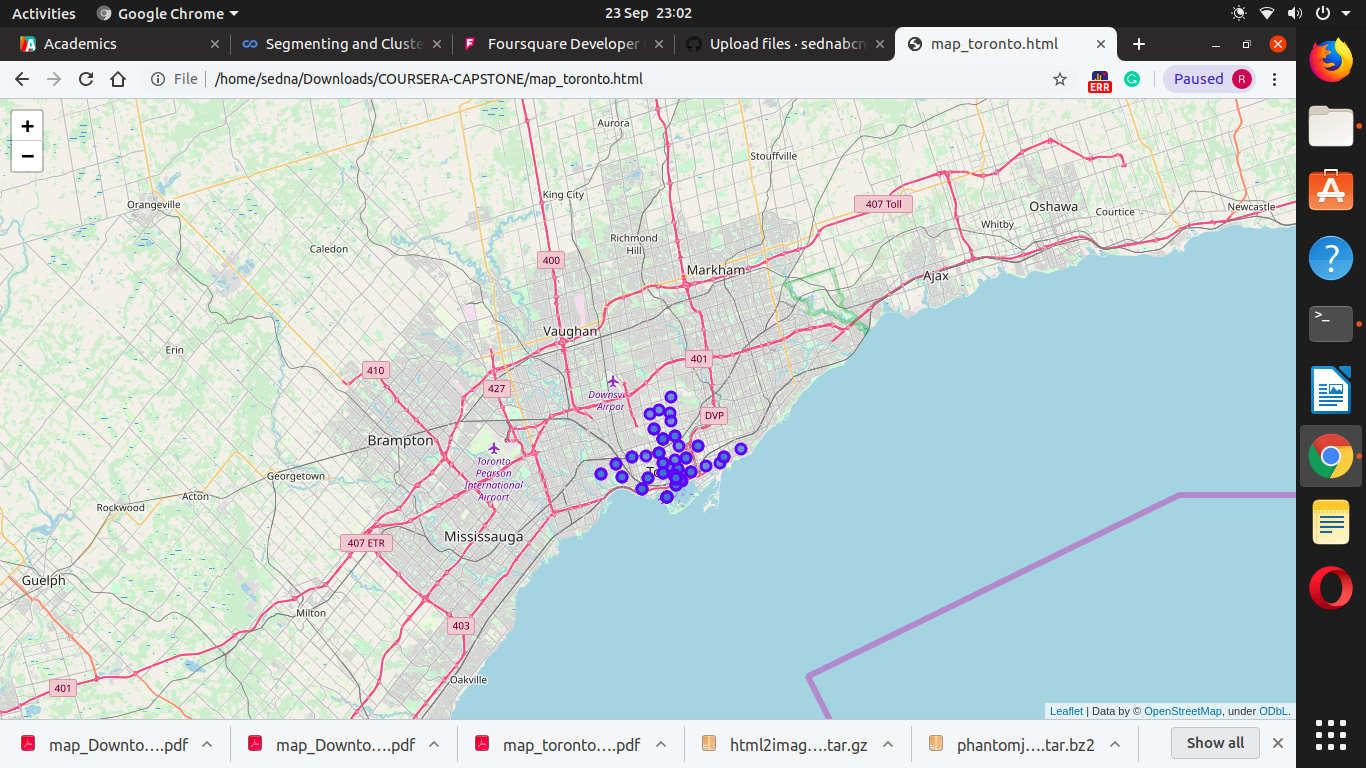 Activities
Google Chrome
23 Sep 23:02
Academics
Segmenting and Cluste
Foursquare Developer
Upload files · sednabcn
map_toronto.html
File
/home/sedna/Downloads/COURSERA-CAPSTONE/map_toronto.html
ERR
Paused
R
+
−
Aurora
Stouffville
King City
Orangeville
407 Toll
Oshawa
Newcastle
Courtice
Whitby
Caledon
Richmond
Hill
400
Markham
Ajax
Vaughan
Erin
401
410
427
Downsv
Airpor
DVP
Brampton
Toronto
Pearson
International
Airport
To
Georgetown
Acton
Rockwood
Mississauga
407 ETR
Guelph
Milton
403
Oakville
401
Leaflet | Data by © OpenStreetMap, under ODbL.
map_Downto....pdf
map_Downto....pdf
map_toronto....pdf
html2imag....tar.gz
phantomj....tar.bz2
Show all